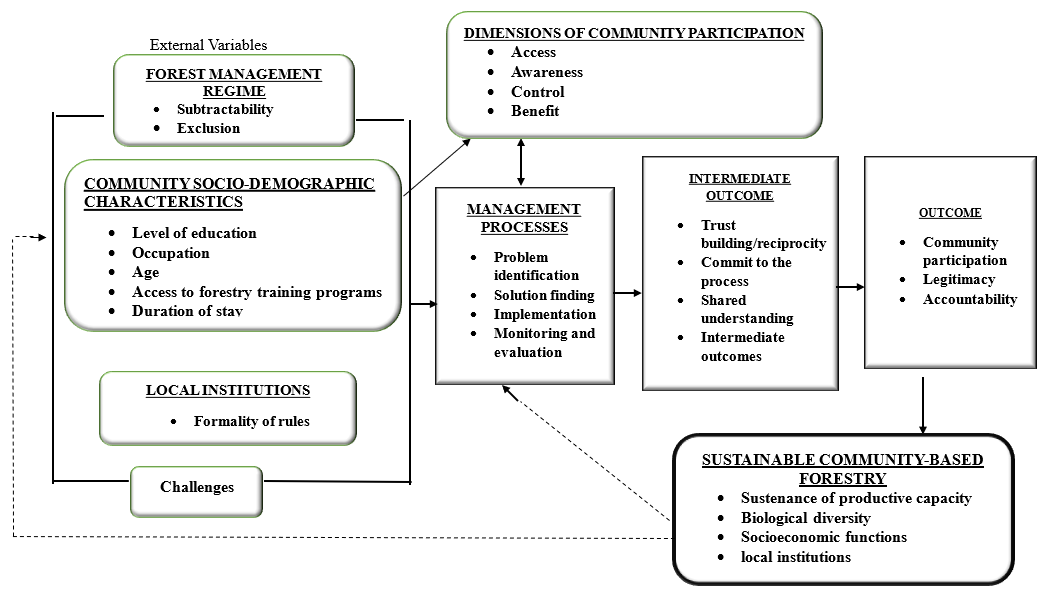 External Variables
FOREST MANAGEMENT
REGIME
• Subtractability
• Exclusion
COMMUNITY SOCIO-DEMOGRAPHIC
CHARACTERISTICS
• Level of education
• Occupation
• Age
• Access to forestry training programs
• Duration of stay
LOCAL INSTITUTIONS
• Formality of rules
Challenges
DIMENSIONS OF COMMUNITY PARTICIPATION
• Access
• Awareness
• Control
• Benefit
MANAGEMENT
PROCESSES
• Problem
identification
• Solution finding
• Implementation
• Monitoring and
evaluation
INTERMEDIATE
OUTCOME
• Trust
building/reciprocity
• Commit to the
process
• Shared
understanding
• Intermediate
outcomes
OUTCOME
• Community
participation
• Legitimacy
• Accountability
SUSTAINABLE COMMUNITY-BASED
FORESTRY
• Sustenance of productive capacity
• Biological diversity
• Socioeconomic functions
• local institutions